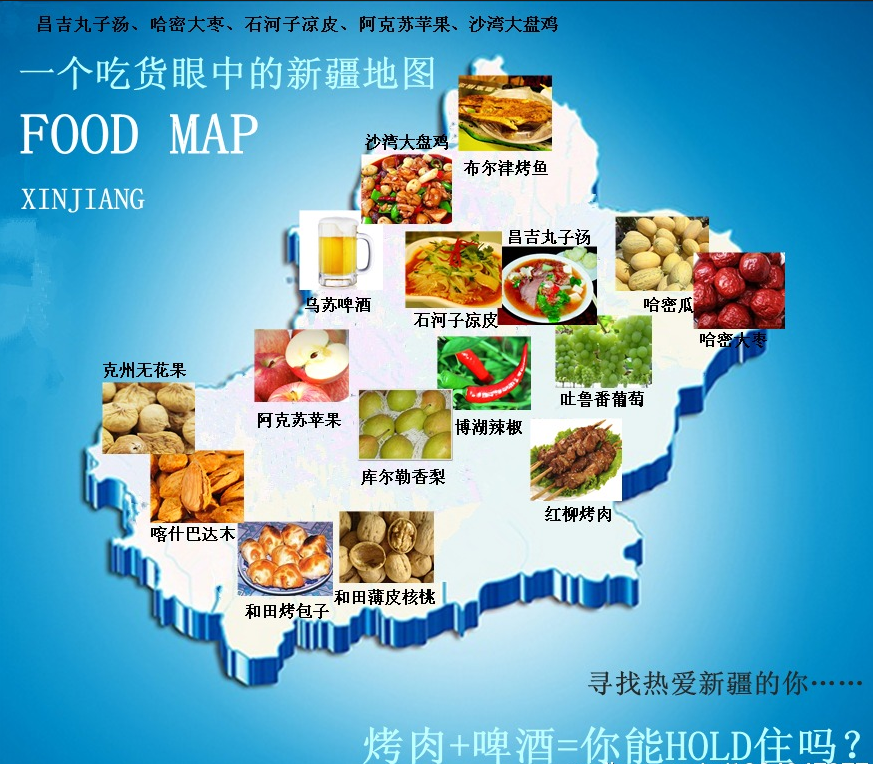 昌吉丸子汤、哈密大枣、石河子凉皮、阿克苏苹果、沙湾大盘鸡
一个吃货眼中的新疆地图
FOOD MAP
沙湾大盘鸡
布尔津烤鱼
XINJIANG
昌吉丸子汤
乌苏啤酒
石河子凉皮
哈密瓜
哈密大枣
克州无花果
阿克苏苹果
吐鲁番葡萄
博湖辣椒
库尔勒香梨
红柳烤肉
喀什巴达木
和田烤包子
和田薄皮核桃
寻找热爱新疆的你……
烤肉+啤酒=你能HOLD住吗?